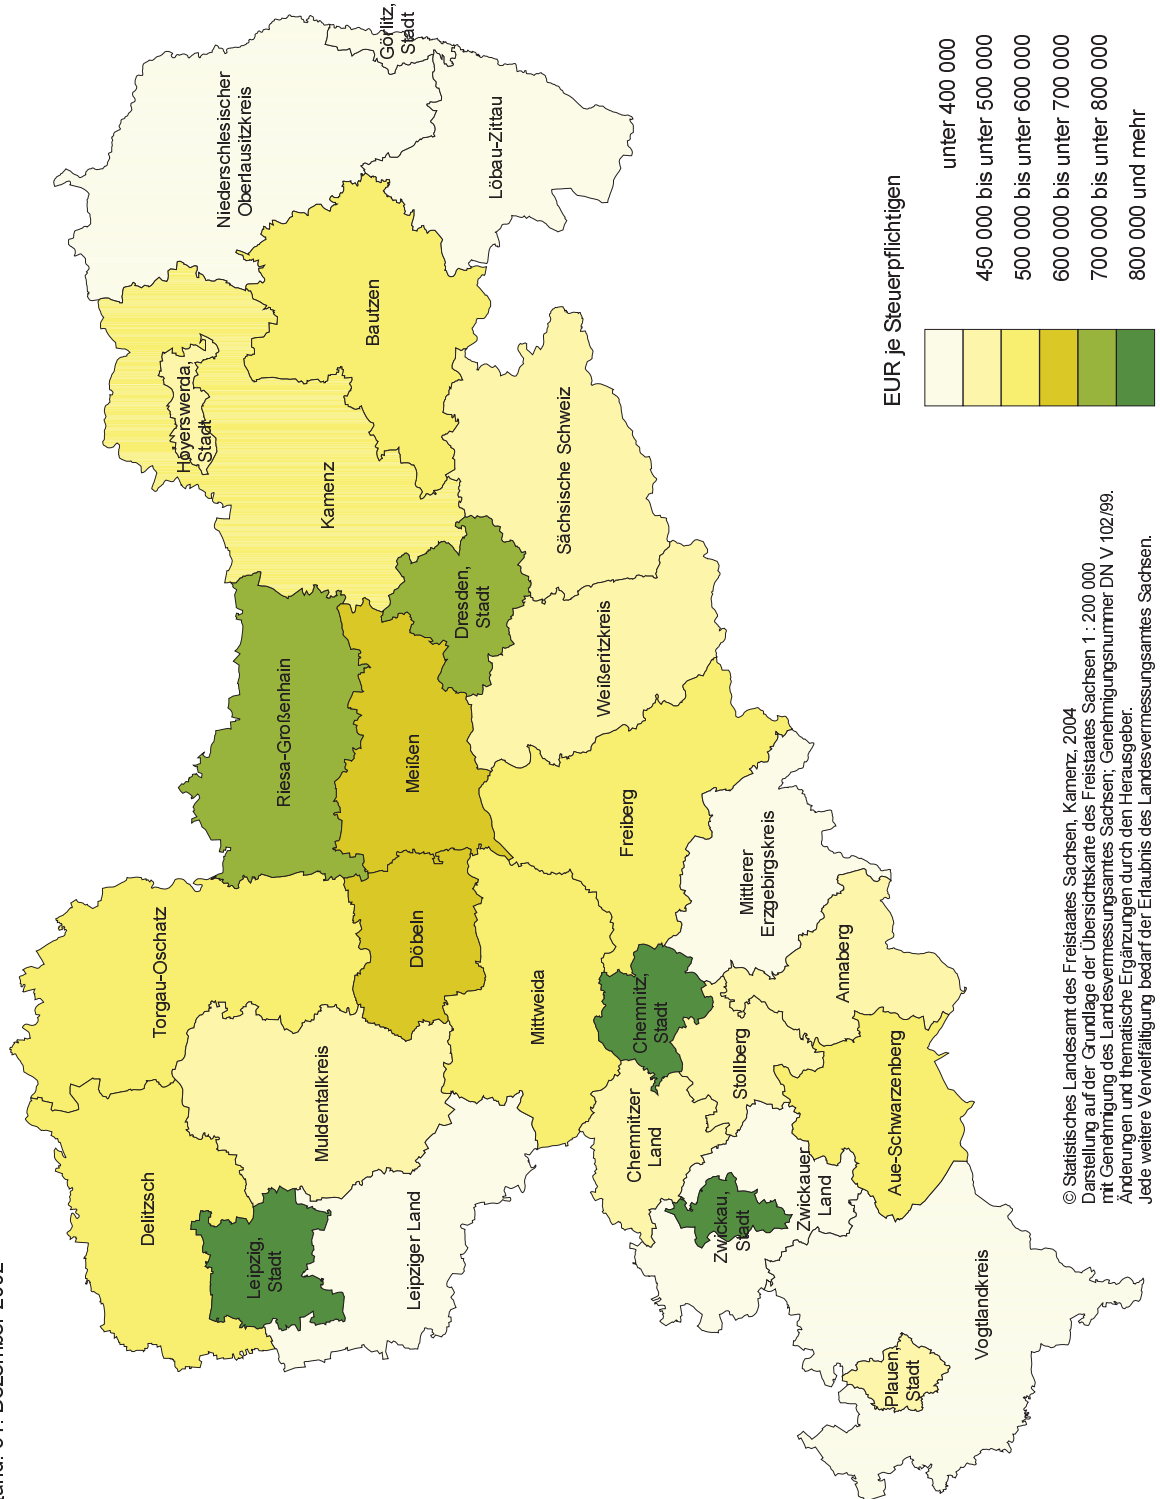 Stand: 31. Dezember 2002
Torgau-Oschatz
Delitzsch
Leipzig,
Stadt
Muldentalkreis
Leipziger Land
Döbeln
Mittweida
Riesa-Großenhain
Meißen
Dresden,
Stadt
Kamenz
Hoyerswerda,
Stadt
Niederschlesischer
Oberlausitzkreis
Görlitz,
Stadt
Bautzen
Löbau-Zittau
Sächsische Schweiz
Weißeritzkreis
Freiberg
Mittlerer
Erzgebirgskreis
Chemnitz,
Stadt
Annaberg
Stollberg
Chemnitzer
Land
Aue-Schwarzenberg
Zwickauer
Land
Zwickau,
Stadt
Vogtlandkreis
Plauen,
Stadt
EUR je Steuerpflichtigen
unter 400 000
450 000 bis unter 500 000
500 000 bis unter 600 000
600 000 bis unter 700 000
700 000 bis unter 800 000
800 000 und mehr
© Statistisches Landesamt des Freistaates Sachsen, Kamenz, 2004
Darstellung auf der Grundlage der Übersichtskarte des Freistaates Sachsen 1 : 200 000
mit Genehmigung des Landesvermessungsamtes Sachsen; Genehmigungsnummer DN V 102/99.
Änderungen und thematische Ergänzungen durch den Herausgeber.
Jede weitere Vervielfältigung bedarf der Erlaubnis des Landesvermessungsamtes Sachsen.